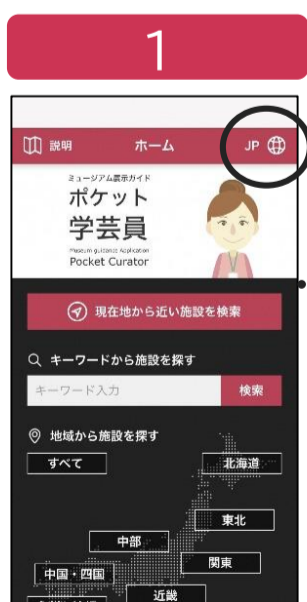 1
説明
ホーム
JP
ミュージアム展示ガイド
ポケット
学芸員
Museum guidance Application
Pocket Curator
現在地から近い施設を検索
キーワードから施設を探す
キーワード入力
検索
地域から施設を探す
すべて
北海道
東北
中部
関東
中国・四国
近畿